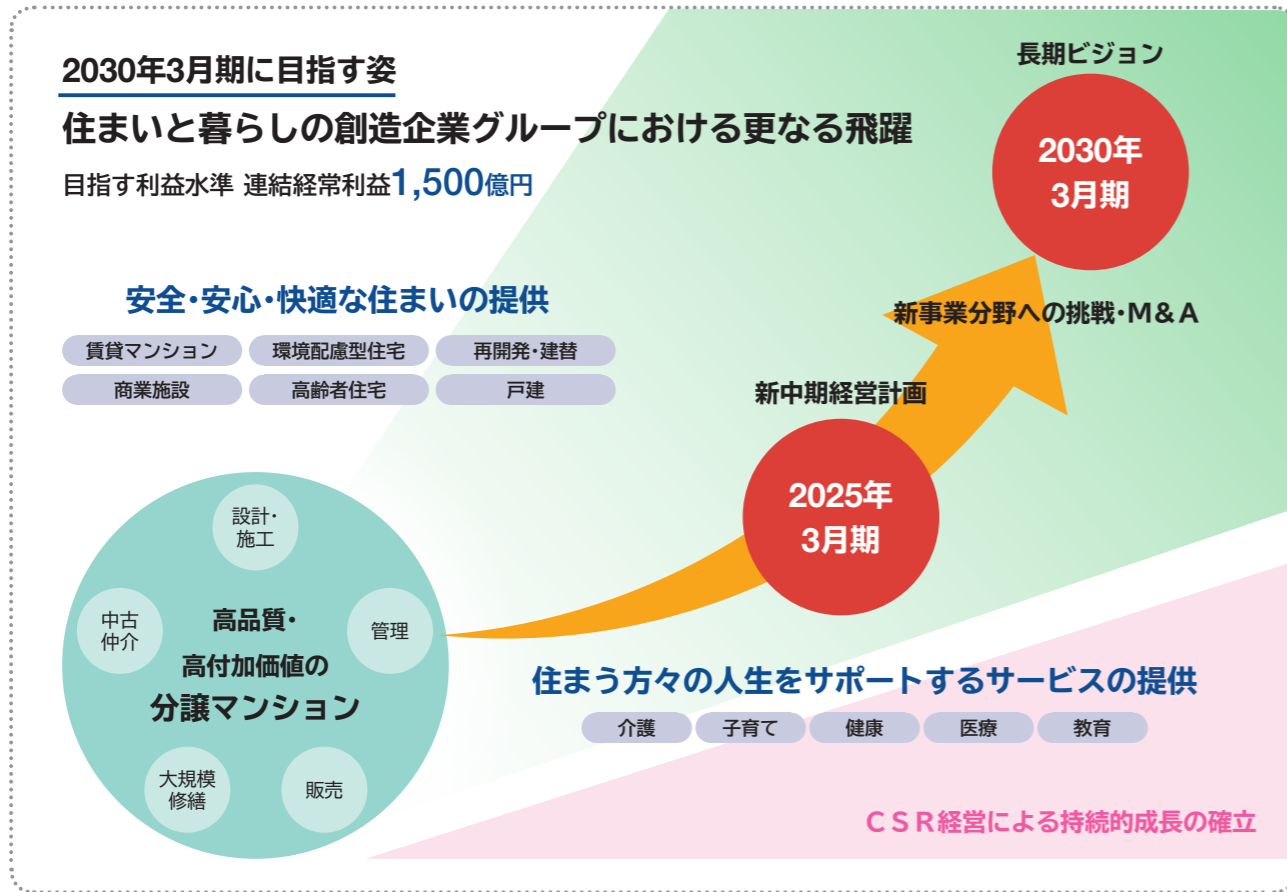 2030年3月期に目指す姿
住まいと暮らしの創造企業グループにおける更なる飛躍
目指す利益水準 連結経常利益1,500億円
長期ビジョン
2030年
3月期
安全・安心・快適な住まいの提供
賃貸マンション
環境配慮型住宅
再開発・建替
商業施設
高齢者住宅
戸建
新事業分野への挑戦・M&A
新中期経営計画
2025年
3月期
設計・
施工
中古
仲介
高品質・
高付加価値の
分譲マンション
管理
大規模
修繕
販売
住まう方々の人生をサポートするサービスの提供
介護
子育て
健康
医療
教育
CSR経営による持続的成長の確立